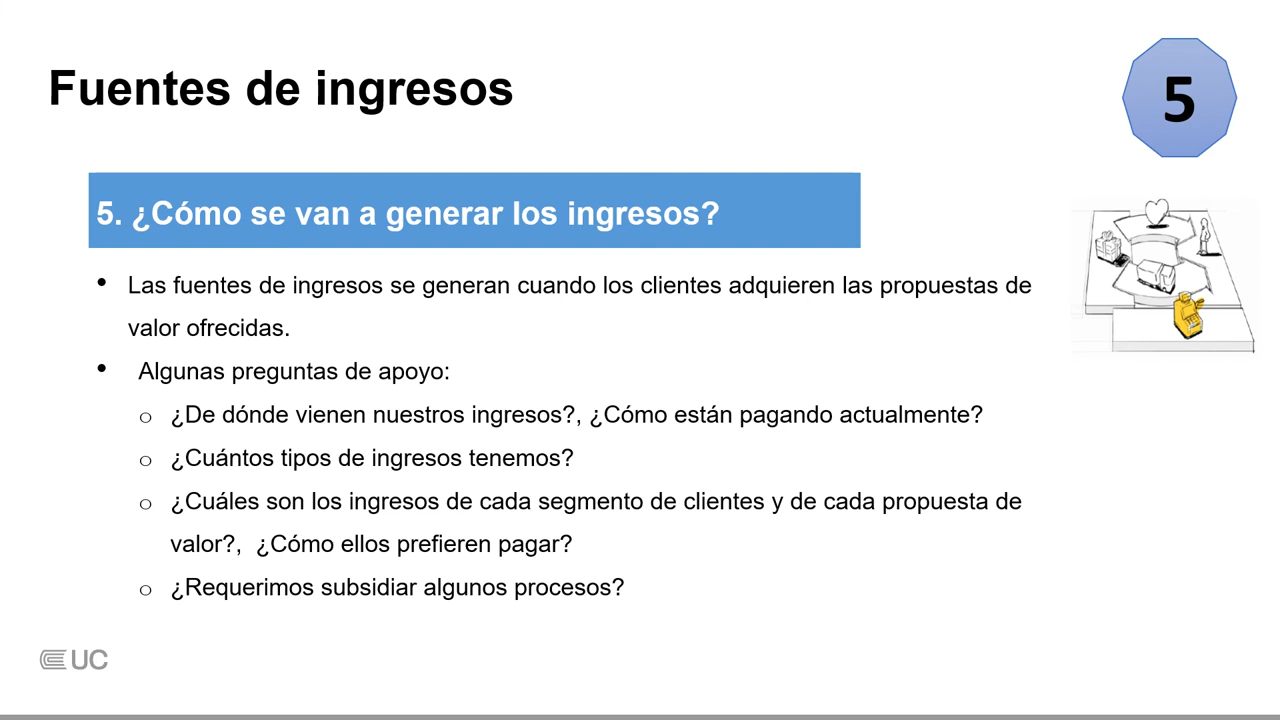 Fuentes de ingresos
5
5. ¿Cómo se van a generar los ingresos?
• Las fuentes de ingresos se generan cuando los clientes adquieren las propuestas de
valor ofrecidas.
• Algunas preguntas de apoyo:
o ¿De dónde vienen nuestros ingresos?, ¿Cómo están pagando actualmente?
o ¿Cuántos tipos de ingresos tenemos?
o ¿Cuáles son los ingresos de cada segmento de clientes y de cada propuesta de
valor?, ¿Cómo ellos prefieren pagar?
o ¿Requerimos subsidiar algunos procesos?
UC